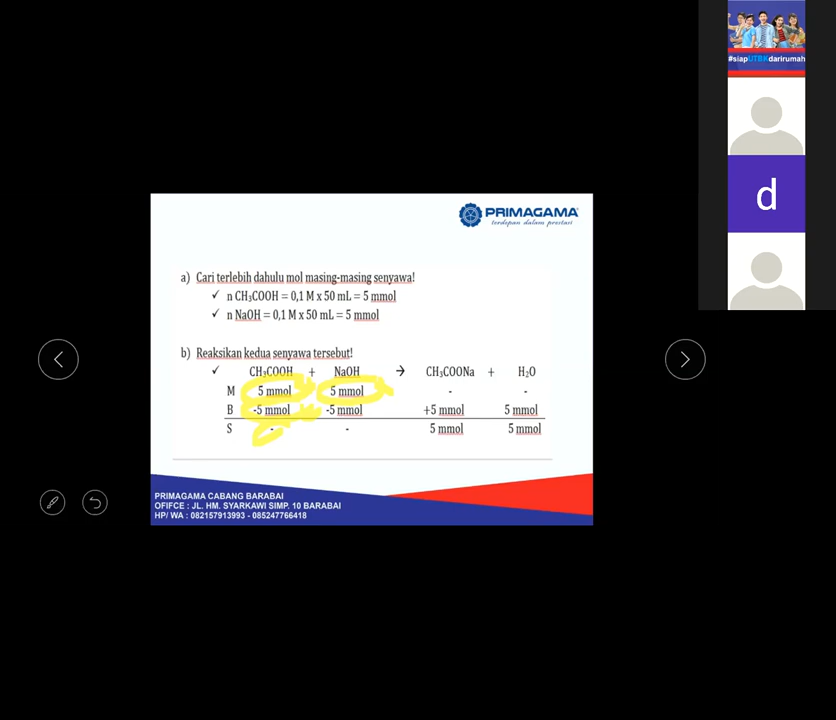 #siapUTBKdarirumah
d
PRIMAGAMA
terdepan dalam prestasi
a) Cari terlebih dahulu mol masing-masing senyawa!
✓ n CH₃COOH = 0,1 M x 50 mL = 5 mmol
✓ n NaOH = 0,1 M x 50 mL = 5 mmol
b) Reaksikan kedua senyawa tersebut!
✓ CH₃COOH + NaOH → CH₃COONa + H₂O
M 5 mmol 5 mmol - -
B -5 mmol -5 mmol +5 mmol 5 mmol
S - - 5 mmol 5 mmol
PRIMAGAMA CABANG BARABAI
OFIFCE : JL. HM. SYARKAWI SIMP. 10 BARABAI
HP/ WA : 082157913993 - 085247766418